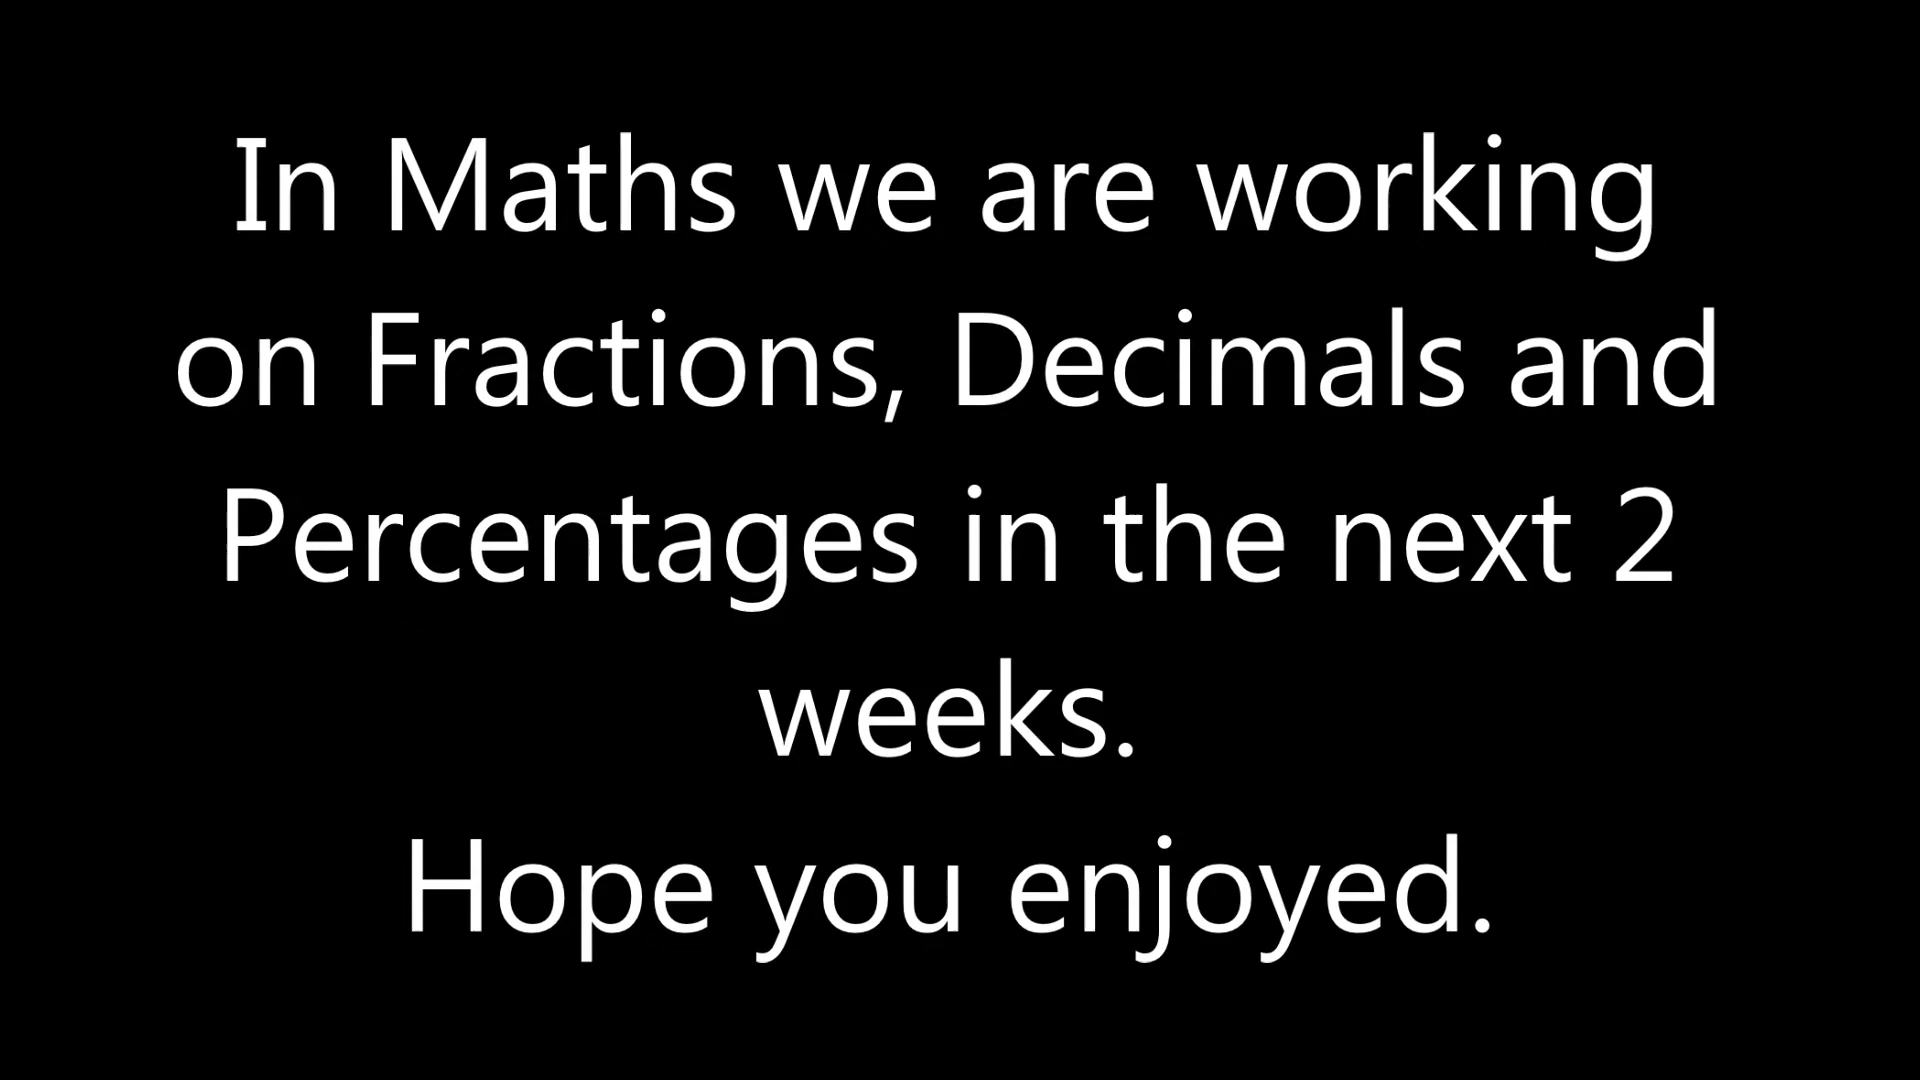 In Maths we are working
on Fractions, Decimals and
Percentages in the next 2
weeks.
Hope you enjoyed.